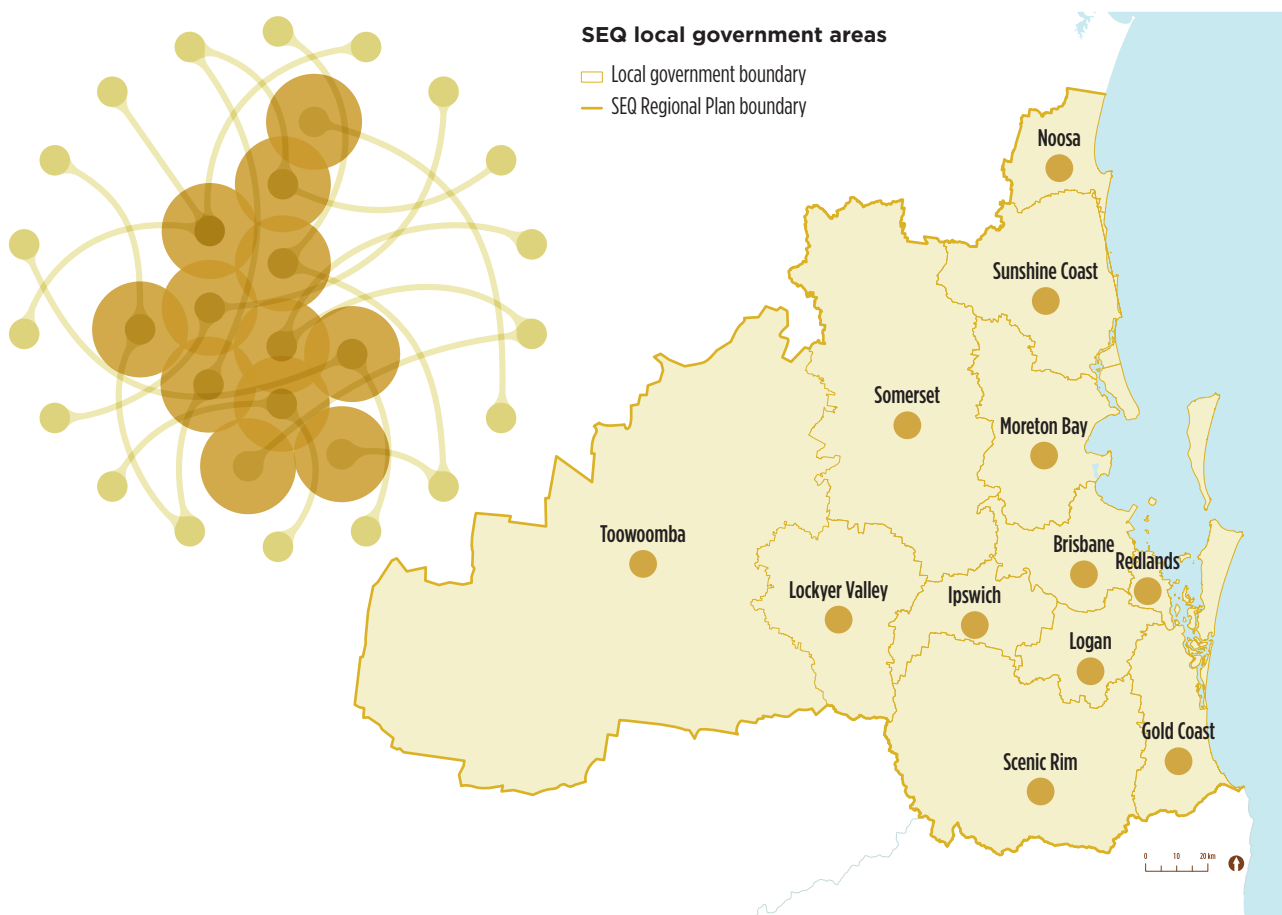 SEQ local government areas
Local government boundary
SEQ Regional Plan boundary
Noosa
Sunshine Coast
Somerset
Moreton Bay
Toowoomba
Brisbane
Redlands
Lockyer Valley
Ipswich
Logan
Gold Coast
Scenic Rim
0 10 20 km